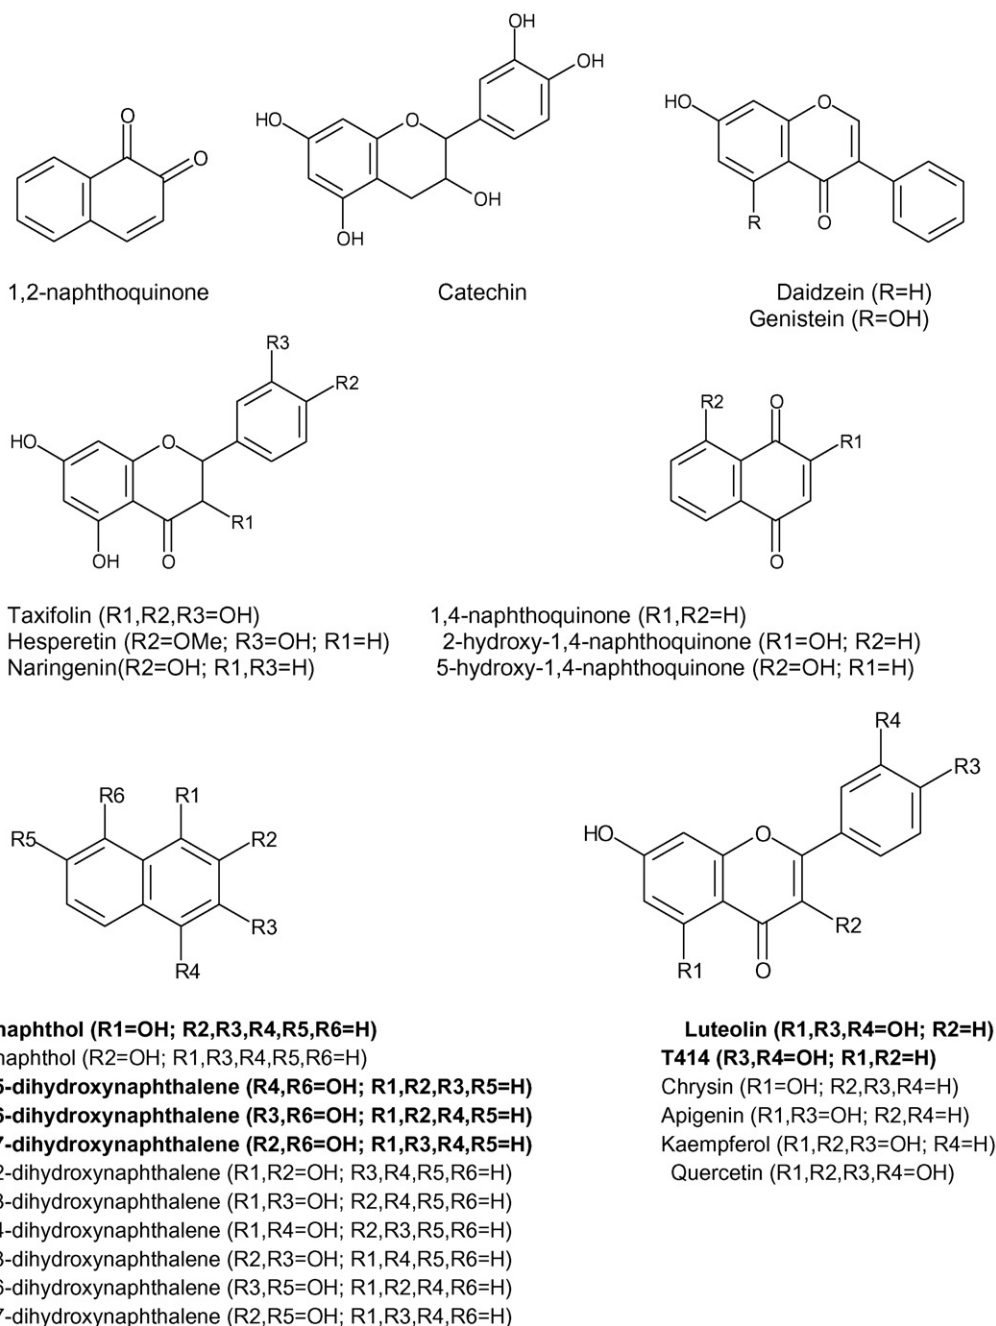 OH
OH
O
O
HO
O
OH
OH
HO
O
R
O
1,2-naphthoquinone
Catechin
Daidzein (R=H)
Genistein (R=OH)
R3
R2
HO
O
R1
OH
O
R2
O
R1
O
Taxifolin (R1,R2,R3=OH)
Hesperetin (R2=OMe; R3=OH; R1=H)
Naringenin(R2=OH; R1,R3=H)
1,4-naphthoquinone (R1,R2=H)
2-hydroxy-1,4-naphthoquinone (R1=OH; R2=H)
5-hydroxy-1,4-naphthoquinone (R2=OH; R1=H)
R6
R1
R5
R2
R3
R4
R4
R3
HO
O
R2
R1
O
naphthol (R1=OH; R2,R3,R4,R5,R6=H)
naphthol (R2=OH; R1,R3,R4,R5,R6=H)
5-dihydroxynaphthalene (R4,R6=OH; R1,R2,R3,R5=H)
6-dihydroxynaphthalene (R3,R6=OH; R1,R2,R4,R5=H)
7-dihydroxynaphthalene (R2,R6=OH; R1,R3,R4,R5=H)
2-dihydroxynaphthalene (R1,R2=OH; R3,R4,R5,R6=H)
3-dihydroxynaphthalene (R1,R3=OH; R2,R4,R5,R6=H)
4-dihydroxynaphthalene (R1,R4=OH; R2,R3,R5,R6=H)
3-dihydroxynaphthalene (R2,R3=OH; R1,R4,R5,R6=H)
6-dihydroxynaphthalene (R3,R5=OH; R1,R2,R4,R6=H)
7-dihydroxynaphthalene (R2,R5=OH; R1,R3,R4,R6=H)
Luteolin (R1,R3,R4=OH; R2=H)
T414 (R3,R4=OH; R1,R2=H)
Chrysin (R1=OH; R2,R3,R4=H)
Apigenin (R1,R3=OH; R2,R4=H)
Kaempferol (R1,R2,R3=OH; R4=H)
Quercetin (R1,R2,R3,R4=OH)